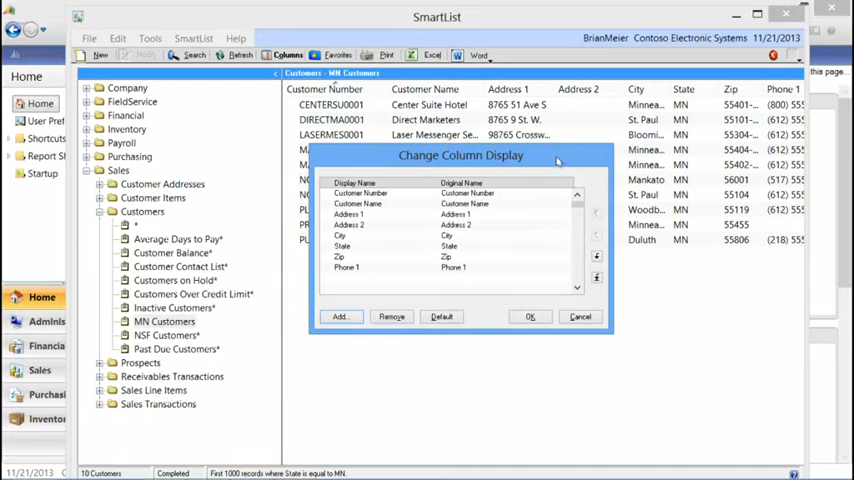 SmartList
File Edit Tools SmartList Help
BrianMeier Contoso Electronic Systems 11/21/2013
New Modify Search Refresh Columns Favorites Print Excel Word
this page...
Home
Home
User Pref
Shortcuts
Report Sh
Startup
Home
Adminis
Financia
Sales
Purchasi
Inventor
11/21/2013
Company
FieldService
Financial
Inventory
Payroll
Purchasing
Sales
Customer Addresses
Customer Items
Customers
*
Average Days to Pay*
Customer Balance*
Customer Contact List*
Customers on Hold*
Customers Over Credit Limit*
Inactive Customers*
MN Customers
NSF Customers*
Past Due Customers*
Prospects
Receivables Transactions
Sales Line Items
Sales Transactions
Customers - MN Customers
Customer Number Customer Name Address 1 Address 2 City State Zip Phone 1
CENTERSU0001 Center Suite Hotel 8765 51 Ave S Minnea... MN 55401-... (800) 555
DIRECTMA0001 Direct Marketers 8765 9 St. W. St. Paul MN 55101-... (612) 555
LASERMES0001 Laser Messenger Se... 98765 Crossw... Bloomi... MN 55304-... (612) 555
Minnea... MN 55404-... (612) 555
Minnea... MN 55402-... (612) 555
Mankato MN 56001 (517) 555
St. Paul MN 55104 (612) 555
Woodb... MN 55119 (612) 555
Minnea... MN 55455 (612) 555
Duluth MN 55806 (218) 555
Change Column Display
Display Name Original Name
Customer Number Customer Number
Customer Name Customer Name
Address 1 Address 1
Address 2 Address 2
City City
State State
Zip Zip
Phone 1 Phone 1
Add... Remove Default OK Cancel
10 Customers Completed First 1000 records where State is equal to MN.